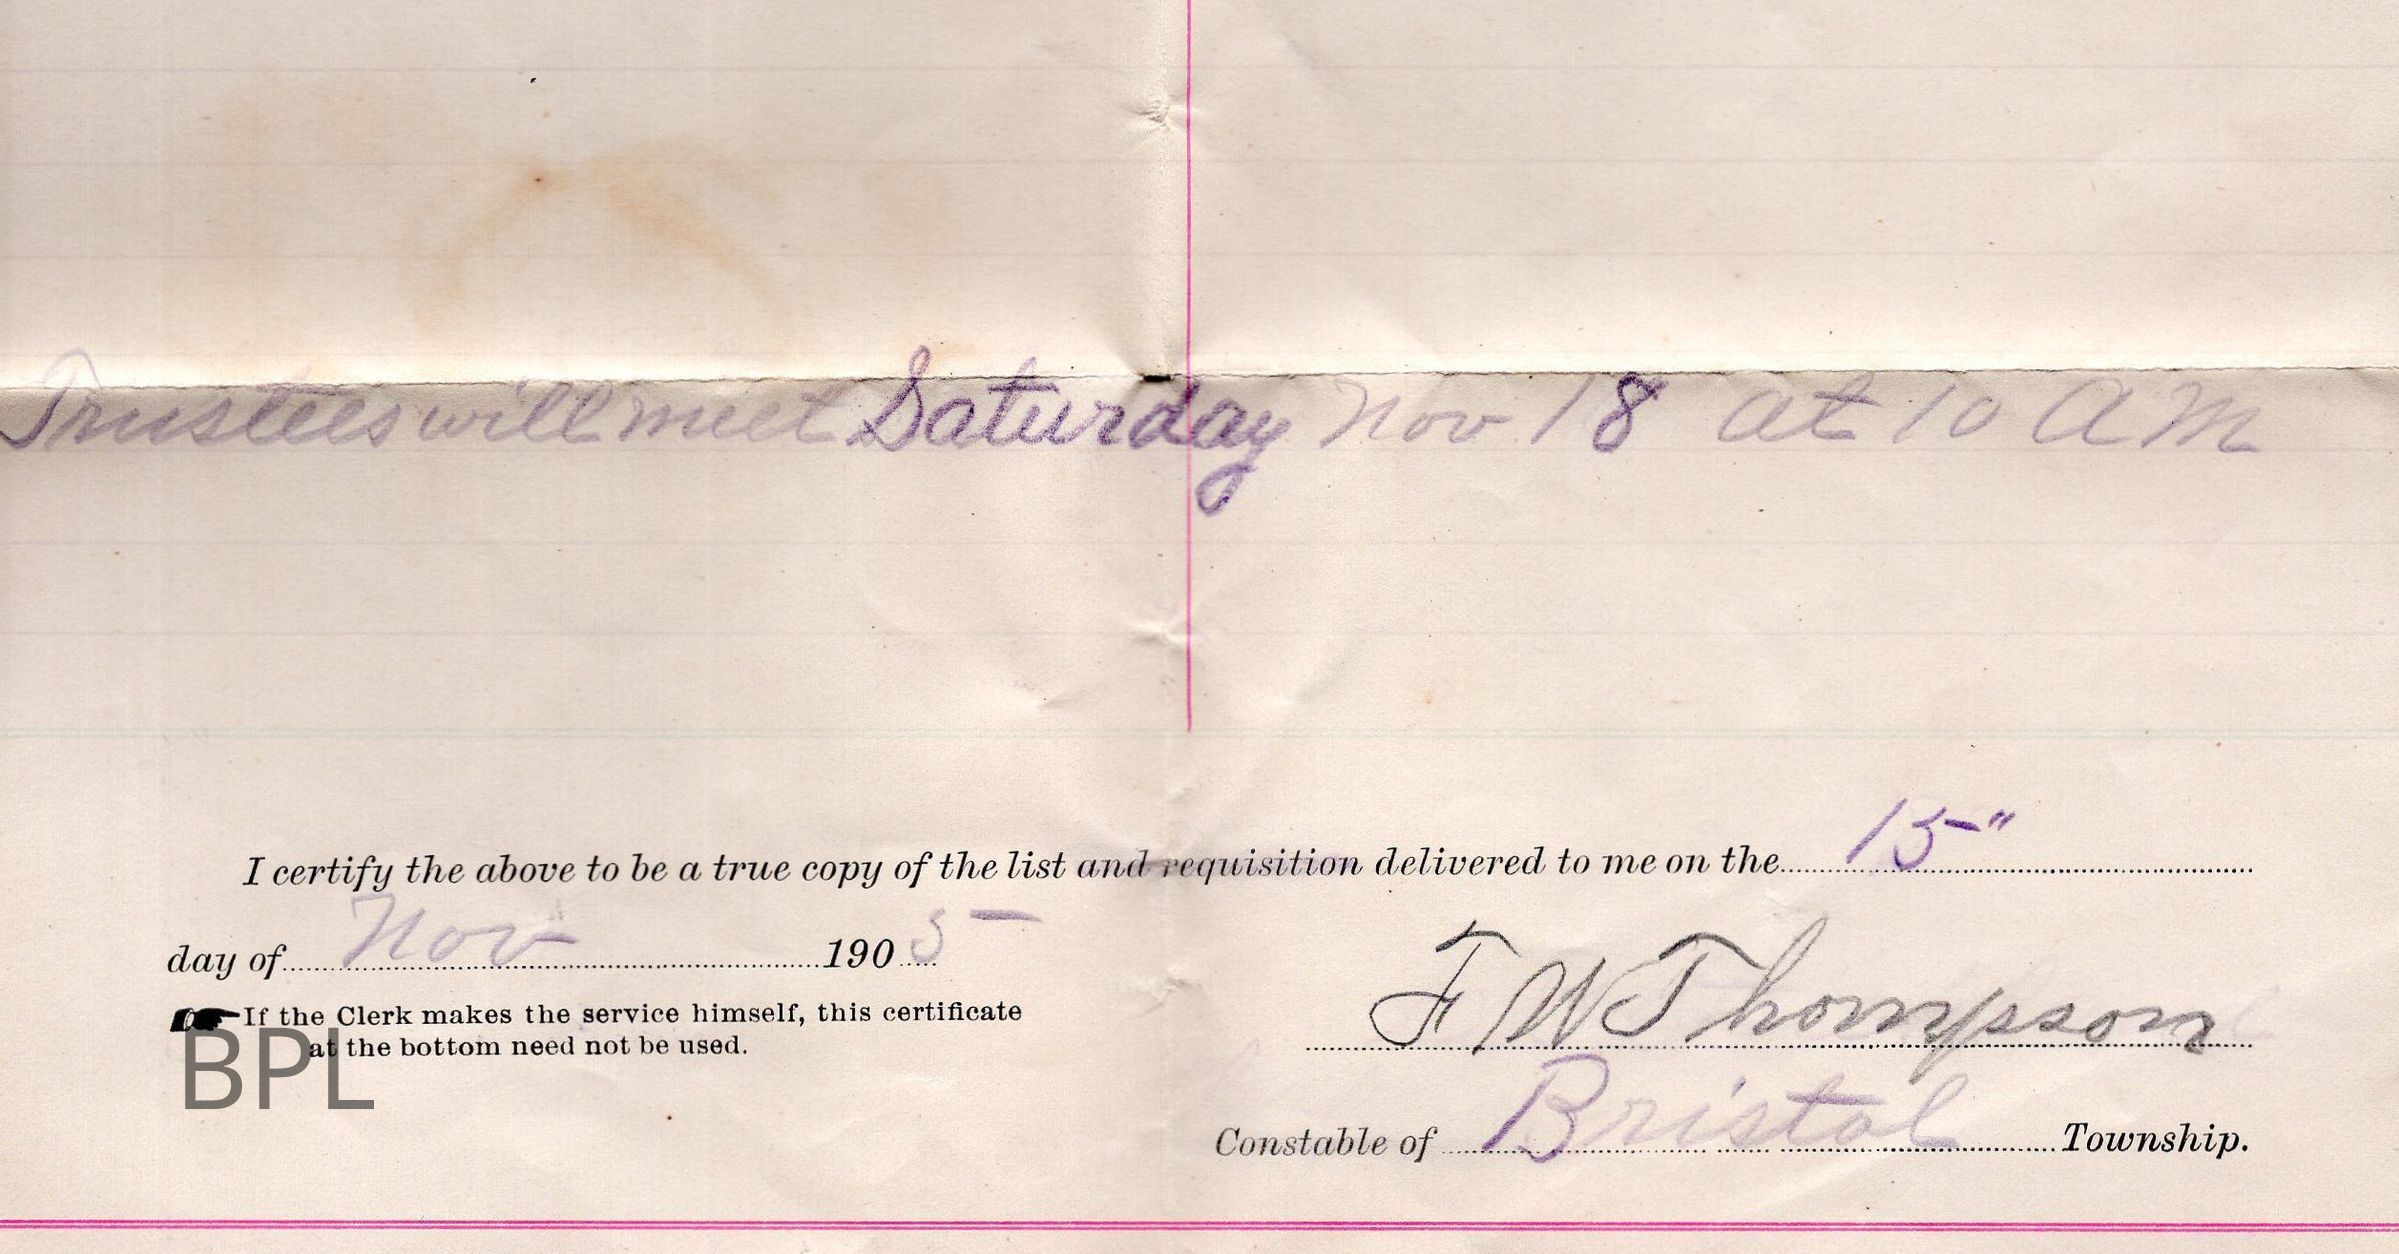 Trustees will meet Saturday Nov 18 at 10 AM
I certify the above to be a true copy of the list and requisition delivered to me on the 15"
day of Nov 1905
If the Clerk makes the service himself, this certificate
at the bottom need not be used.
BPL
F W Thompson
Constable of Bristol Township.